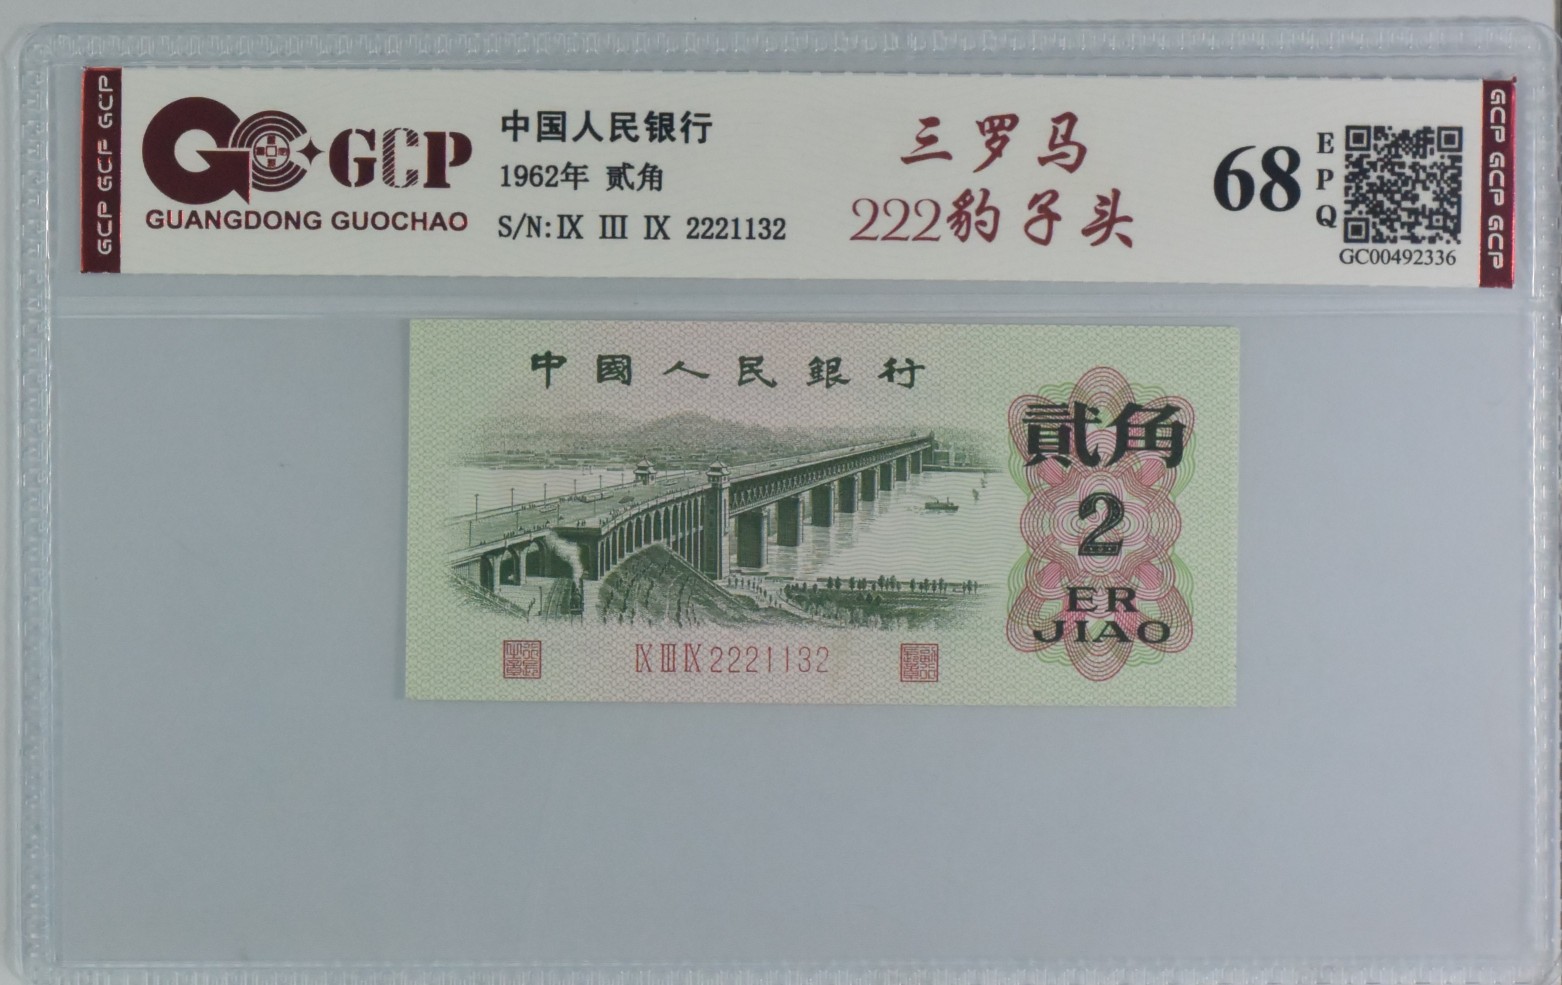 GCP GCP GCP
GCP
GUANGDONG GUOCHAO
中国人民银行
1962年 贰角
S/N: IX III IX 2221132
三罗马
222豹子头
68
EPQ
GC00492336
GCP GCP GCP
中國人民銀行
貳角
2
ER
JIAO
IX III IX 2221132